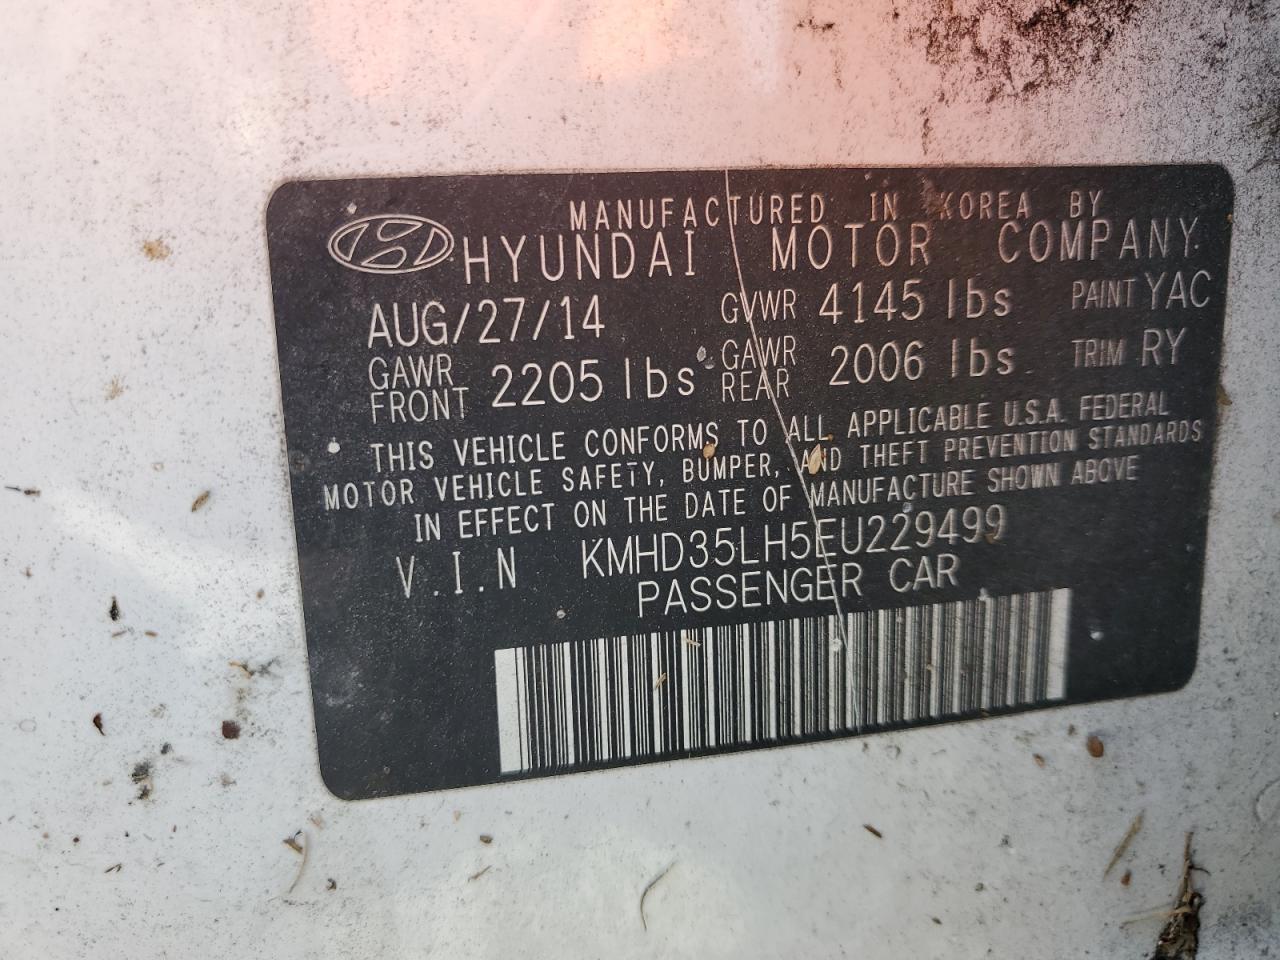 MANUFACTURED IN KOREA BY
HYUNDAI MOTOR COMPANY
AUG/27/14 GVWR 4145 lbs PAINT YAC
GAWR FRONT 2205 lbs GAWR REAR 2006 lbs TRIM RY
THIS VEHICLE CONFORMS TO ALL APPLICABLE U.S.A. FEDERAL
MOTOR VEHICLE SAFETY, BUMPER, AND THEFT PREVENTION STANDARDS
IN EFFECT ON THE DATE OF MANUFACTURE SHOWN ABOVE
V.I.N KMHD35LH5EU229499
PASSENGER CAR